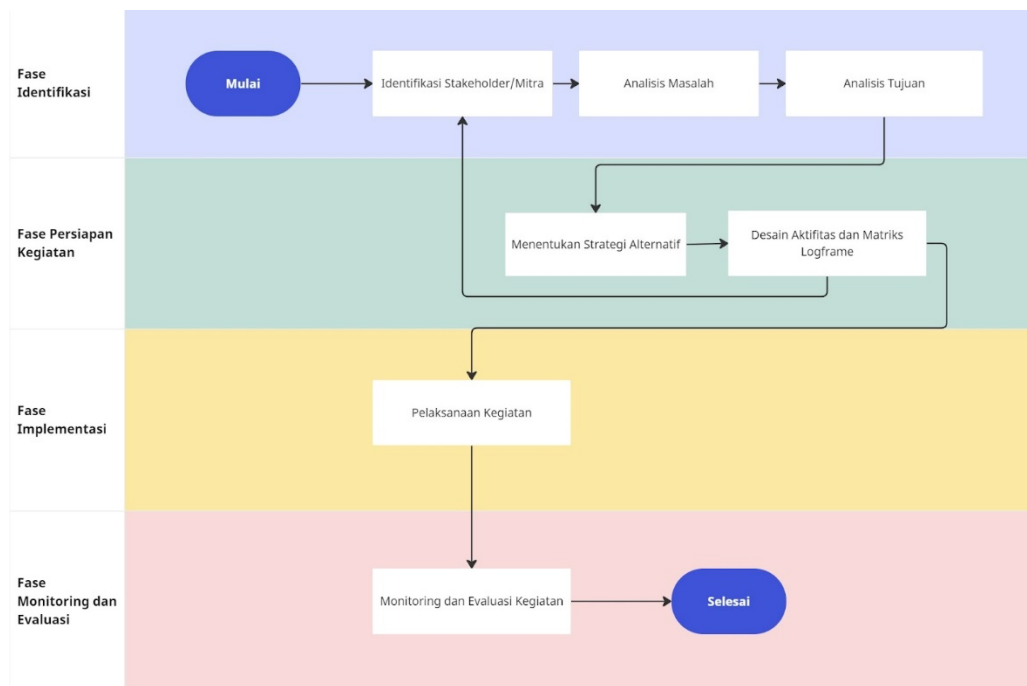 Fase
Identifikasi
Mulai
Identifikasi Stakeholder/Mitra
Analisis Masalah
Analisis Tujuan
Fase Persiapan
Kegiatan
Menentukan Strategi Alternatif
Desain Aktifitas dan Matriks
Logframe
Fase
Implementasi
Pelaksanaan Kegiatan
Fase
Monitoring dan
Evaluasi
Monitoring dan Evaluasi Kegiatan
Selesai